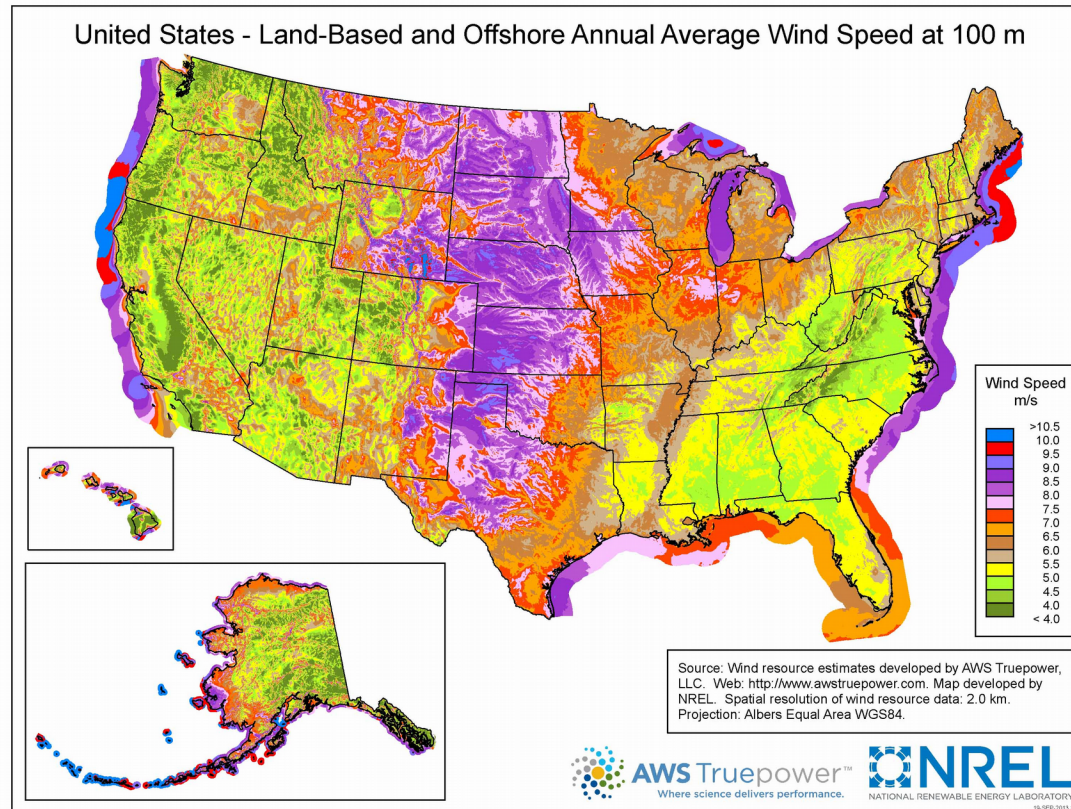 United States - Land-Based and Offshore Annual Average Wind Speed at 100 m
Wind Speed
m/s
>10.5
10.0
9.5
9.0
8.5
8.0
7.5
7.0
6.5
6.0
5.5
5.0
4.5
4.0
< 4.0
Source: Wind resource estimates developed by AWS Truepower,
LLC. Web: http://www.awstruepower.com. Map developed by
NREL. Spatial resolution of wind resource data: 2.0 km.
Projection: Albers Equal Area WGS84.
AWS Truepower™
Where science delivers performance.
NREL
NATIONAL RENEWABLE ENERGY LABORATORY
19-SEP-2013